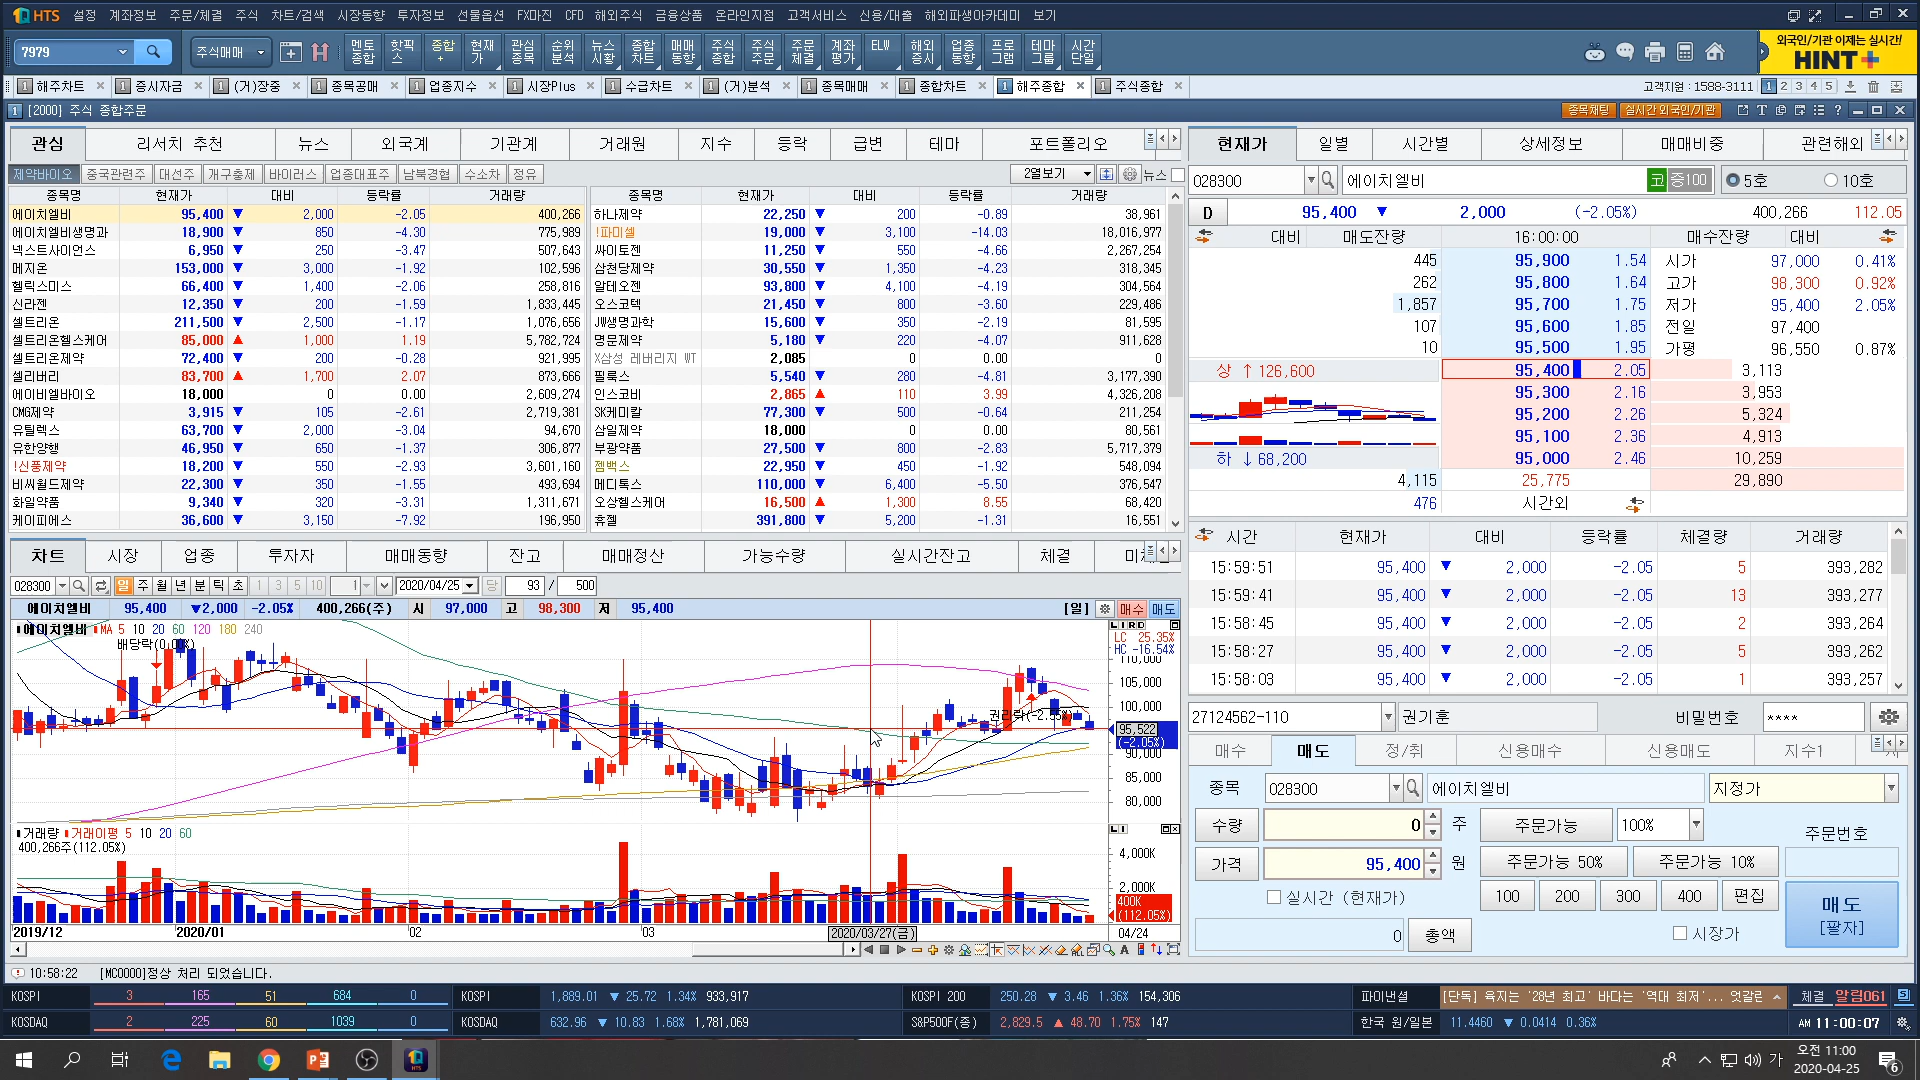 HTS 설정 계좌정보 주문/체결 주식 차트/검색 시장동향 투자정보 선물옵션 FX마진 CFD 해외주식 금융상품 온라인지점 고객서비스 신용/대출 해외파생아카데미 보기
7979 주식매매 멘토종합 핫픽스 종합+ 현재가 관심종목 순위분석 뉴스시황 종합차트 매매동향 주식종합 주식주문 주문체결 계좌평가 ELW 해외증시 업종동향 프로그램 테마그룹 시간단일
외국인/기관 이제는 실시간!
HINT+
1 해주차트 1 증시자금 1 (거)장중 1 종목공매 1 업종지수 1 시장Plus 1 수급차트 1 (거)분석 1 종목매매 1 종합차트 1 해주종합 1 주식종합 고객지원 : 1588-3111 1 2 3 4 5
1 [2000] 주식 종합주문 종목채팅 실시간 외국인/기관
관심 리서치 추천 뉴스 외국계 기관계 거래원 지수 등락 급변 테마 포트폴리오
제약바이오 중국관련주 대선주 개구충제 바이러스 업종대표주 남북경협 수소차 정유 2열보기 뉴스
종목명 현재가 대비 등락률 거래량 종목명 현재가 대비 등락률 거래량
에이치엘비 95,400 ▼ 2,000 -2.05 400,266 하나제약 22,250 ▼ 200 -0.89 38,961
에이치엘비생명과 18,900 ▼ 850 -4.30 775,989 !파미셀 19,000 ▼ 3,100 -14.03 18,016,977
넥스트사이언스 6,950 ▼ 250 -3.47 507,643 싸이토젠 11,250 ▼ 550 -4.66 2,267,254
메지온 153,000 ▼ 3,000 -1.92 102,596 삼천당제약 30,550 ▼ 1,350 -4.23 318,345
헬릭스미스 66,400 ▼ 1,400 -2.06 258,816 알테오젠 93,800 ▼ 4,100 -4.19 304,564
신라젠 12,350 ▼ 200 -1.59 1,833,445 오스코텍 21,450 ▼ 800 -3.60 229,486
셀트리온 211,500 ▼ 2,500 -1.17 1,076,656 JW생명과학 15,600 ▼ 350 -2.19 81,595
셀트리온헬스케어 85,000 ▲ 1,000 1.19 5,782,724 명문제약 5,180 ▼ 220 -4.07 911,628
셀트리온제약 72,400 ▼ 200 -0.28 921,995 X삼성 레버리지 WT 2,085 0 0.00 0
셀리버리 83,700 ▲ 1,700 2.07 873,666 필룩스 5,540 ▼ 280 -4.81 3,177,390
에이비엘바이오 18,000 0 0.00 2,609,274 인스코비 2,865 ▲ 110 3.99 4,326,208
CMG제약 3,915 ▼ 105 -2.61 2,719,381 SK케미칼 77,300 ▼ 500 -0.64 211,254
유틸렉스 63,700 ▼ 2,000 -3.04 94,670 삼일제약 18,000 0 0.00 80,561
유한양행 46,950 ▼ 650 -1.37 306,877 부광약품 27,500 ▼ 800 -2.83 5,717,379
!신풍제약 18,200 ▼ 550 -2.93 3,601,160 젬백스 22,950 ▼ 450 -1.92 548,094
비씨월드제약 22,300 ▼ 350 -1.55 493,694 메디톡스 110,000 ▼ 6,400 -5.50 376,547
화일약품 9,340 ▼ 320 -3.31 1,311,671 오상헬스케어 16,500 ▲ 1,300 8.55 68,420
케이피에스 36,600 ▼ 3,150 -7.92 196,950 휴젤 391,800 ▼ 5,200 -1.31 16,551
현재가 일별 시간별 상세정보 매매비중 관련해외
028300 에이치엘비 코 증100 5호 10호
D 95,400 ▼ 2,000 (-2.05%) 400,266 112.05
대비 매도잔량 16:00:00 매수잔량 대비
445 95,900 1.54 시가 97,000 0.41%
262 95,800 1.64 고가 98,300 0.92%
1,857 95,700 1.75 저가 95,400 2.05%
107 95,600 1.85 전일 97,400
10 95,500 1.95 가평 96,550 0.87%
상 ↑ 126,600 95,400 2.05 3,113
95,300 2.16 3,953
95,200 2.26 5,324
95,100 2.36 4,913
하 ↓ 68,200 95,000 2.46 10,259
4,115 25,775 29,890
476 시간외
시간 현재가 대비 등락률 체결량 거래량
15:59:51 95,400 ▼ 2,000 -2.05 5 393,282
15:59:41 95,400 ▼ 2,000 -2.05 13 393,277
15:58:45 95,400 ▼ 2,000 -2.05 2 393,264
15:58:27 95,400 ▼ 2,000 -2.05 5 393,262
15:58:03 95,400 ▼ 2,000 -2.05 1 393,257
차트 시장 업종 투자자 매매동향 잔고 매매정산 가능수량 실시간잔고 체결
028300 일 주 월 년 분 틱 초 1 3 5 10 1 2020/04/25 당 93 / 500
에이치엘비 95,400 ▼2,000 -2.05% 400,266(주) 시 97,000 고 98,300 저 95,400 [일] 매수 매도
에이치엘비 MA 5 10 20 60 120 180 240
배당락(0.00%)
권리락(-2.55%)
LIRD
LC 25.35%
HC -16.54%
110,000
105,000
100,000
95,522
(-2.05%)
90,000
85,000
80,000
거래량 거래이평 5 10 20 60
400,266주(112.05%)
LI
4,000K
2,000K
400K
(112.05%)
2019/12 2020/01 02 03 2020/03/27(금) 04/24
27124562-110 권기훈 비밀번호 ****
매수 매도 정/취 신용매수 신용매도 지수1
종목 028300 에이치엘비 지정가
수량 0 주 주문가능 100% 주문번호
가격 95,400 원 주문가능 50% 주문가능 10%
실시간 (현재가) 100 200 300 400 편집
0 총액 시장가
매도
[팔자]
10:58:22 [MC0000]정상 처리 되었습니다.
KOSPI 3 165 51 684 0 KOSPI 1,889.01 ▼ 25.72 1.34% 933,917 KOSPI 200 250.28 ▼ 3.46 1.36% 154,306 파이낸셜 [단독] 육지는 '28년 최고' 바다는 '역대 최저'... 엇갈린 체결 알림061
KOSDAQ 2 225 60 1039 0 KOSDAQ 632.96 ▼ 10.83 1.68% 1,781,069 S&P500F(종) 2,829.5 ▲ 48.70 1.75% 147 한국 원/일본 11.4460 ▼ 0.0414 0.36% AM 11:00:07
가 오전 11:00
2020-04-25
6